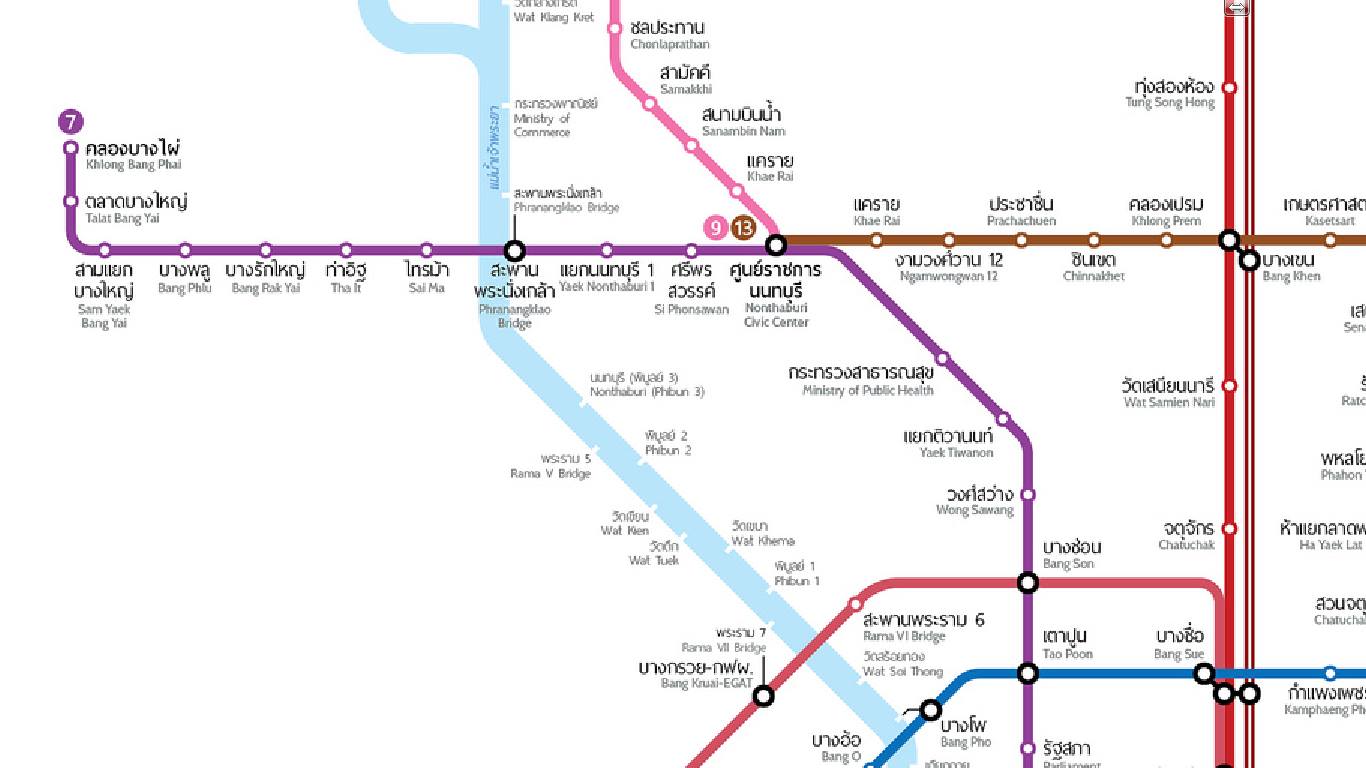 Wat Klang Kret
ชลประทาน
Chonlaprathan
สามัคคี
Samakkhi
ทุ่งสองห้อง
Tung Song Hong
กระทรวงพาณิชย์
Ministry of
Commerce
สนามบินน้ำ
Sanambin Nam
แม่น้ำเจ้าพระยา
7
คลองบางไผ่
Khlong Bang Phai
แคราย
Khae Rai
ตลาดบางใหญ่
Talat Bang Yai
สะพานพระนั่งเกล้า
Phranangklao Bridge
9
13
แคราย
Khae Rai
ประชาชื่น
Prachachuen
คลองเปรม
Khlong Prem
เกษตรศาสต
Kasetsart
สามแยก
บางใหญ่
Sam Yaek
Bang Yai
บางพลู
Bang Phlu
บางรักใหญ่
Bang Rak Yai
ท่าอิฐ
Tha It
ไทรม้า
Sai Ma
สะพาน
พระนั่งเกล้า
Phranangklao
Bridge
แยกนนทบุรี 1
Yaek Nonthaburi 1
ศรีพร
สวรรค์
Si Phonsawan
ศูนย์ราชการ
นนทบุรี
Nonthaburi
Civic Center
งามวงศ์วาน 12
Ngamwongwan 12
ชินเขต
Chinnakhet
บางเขน
Bang Khen
เส
Sena
กระทรวงสาธารณสุข
Ministry of Public Health
นนทบุรี (พิบูลย์ 3)
Nonthaburi (Phibun 3)
วัดเสมียนนารี
Wat Samien Nari
Ratc
แยกติวานนท์
Yaek Tiwanon
พิบูลย์ 2
Phibun 2
พระราม 5
Rama V Bridge
พหลโย
Phahon
วงศ์สว่าง
Wong Sawang
วัดเขียน
Wat Kien
วัดเขมา
Wat Khema
วัดตึก
Wat Tuek
จตุจักร
Chatuchak
ห้าแยกลาดพ
Ha Yaek Lat
บางซ่อน
Bang Son
พิบูลย์ 1
Phibun 1
สะพานพระราม 6
Rama VI Bridge
สวนจตุ
Chatuchak
พระราม 7
Rama VII Bridge
บางกรวย-กฟผ.
Bang Kruai-EGAT
เตาปูน
Tao Poon
บางซื่อ
Bang Sue
วัดสร้อยทอง
Wat Soi Thong
กำแพงเพชร
Kamphaeng Phe
บางโพ
Bang Pho
บางอ้อ
Bang O
รัฐสภา
Parliament
เกียกกาย